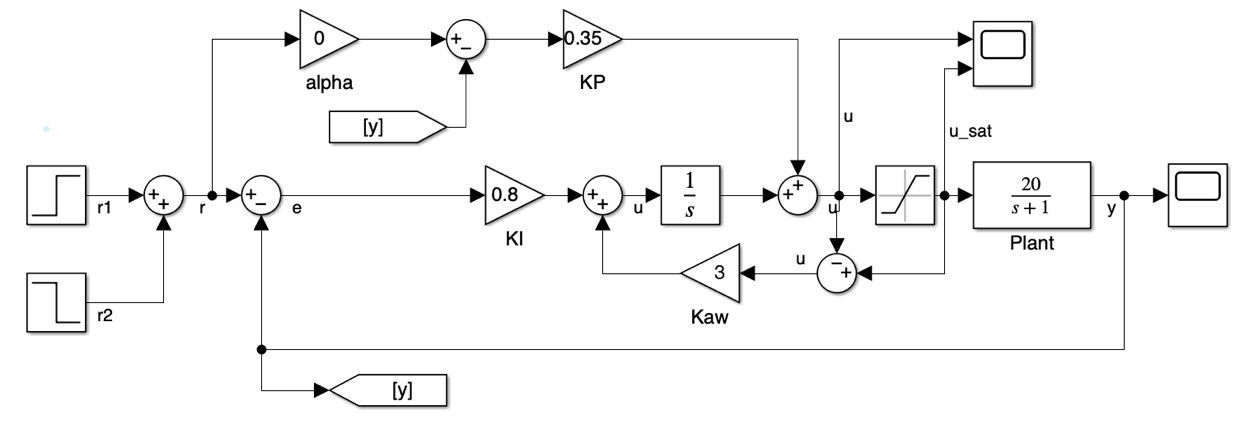 0
alpha
+
−
0.35
KP
[y]
u
u_sat
r1
+
+
r
+
−
e
0.8
KI
+
+
u
1
s
+
+
u
20
s + 1
Plant
y
r2
3
Kaw
u
−
+
[y]